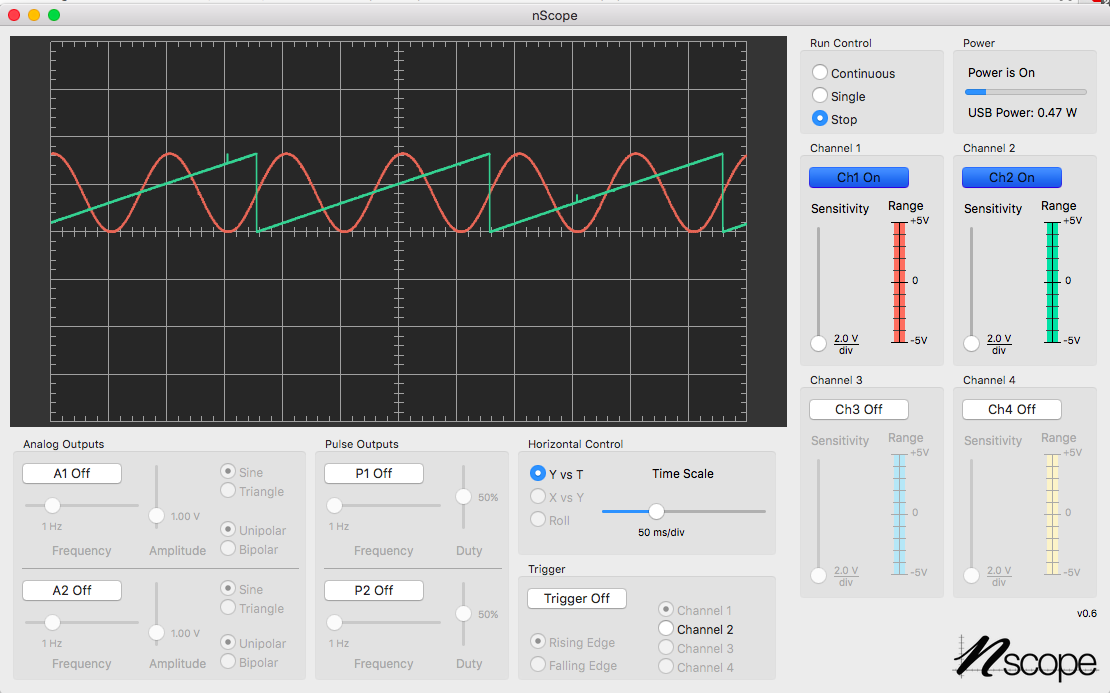 nScope
Run Control
Continuous
Single
Stop
Power
Power is On
USB Power: 0.47 W
Channel 1
Ch1 On
Sensitivity
Range
+5V
0
-5V
2.0 V
div
Channel 2
Ch2 On
Sensitivity
Range
+5V
0
-5V
2.0 V
div
Channel 3
Ch3 Off
Sensitivity
Range
+5V
0
-5V
2.0 V
div
Channel 4
Ch4 Off
Sensitivity
Range
+5V
0
-5V
2.0 V
div
Analog Outputs
A1 Off
1 Hz
Frequency
1.00 V
Amplitude
Sine
Triangle
Unipolar
Bipolar
A2 Off
1 Hz
Frequency
1.00 V
Amplitude
Sine
Triangle
Unipolar
Bipolar
Pulse Outputs
P1 Off
1 Hz
Frequency
50%
Duty
P2 Off
1 Hz
Frequency
50%
Duty
Horizontal Control
Y vs T
X vs Y
Roll
Time Scale
50 ms/div
Trigger
Trigger Off
Rising Edge
Falling Edge
Channel 1
Channel 2
Channel 3
Channel 4
v0.6
nscope